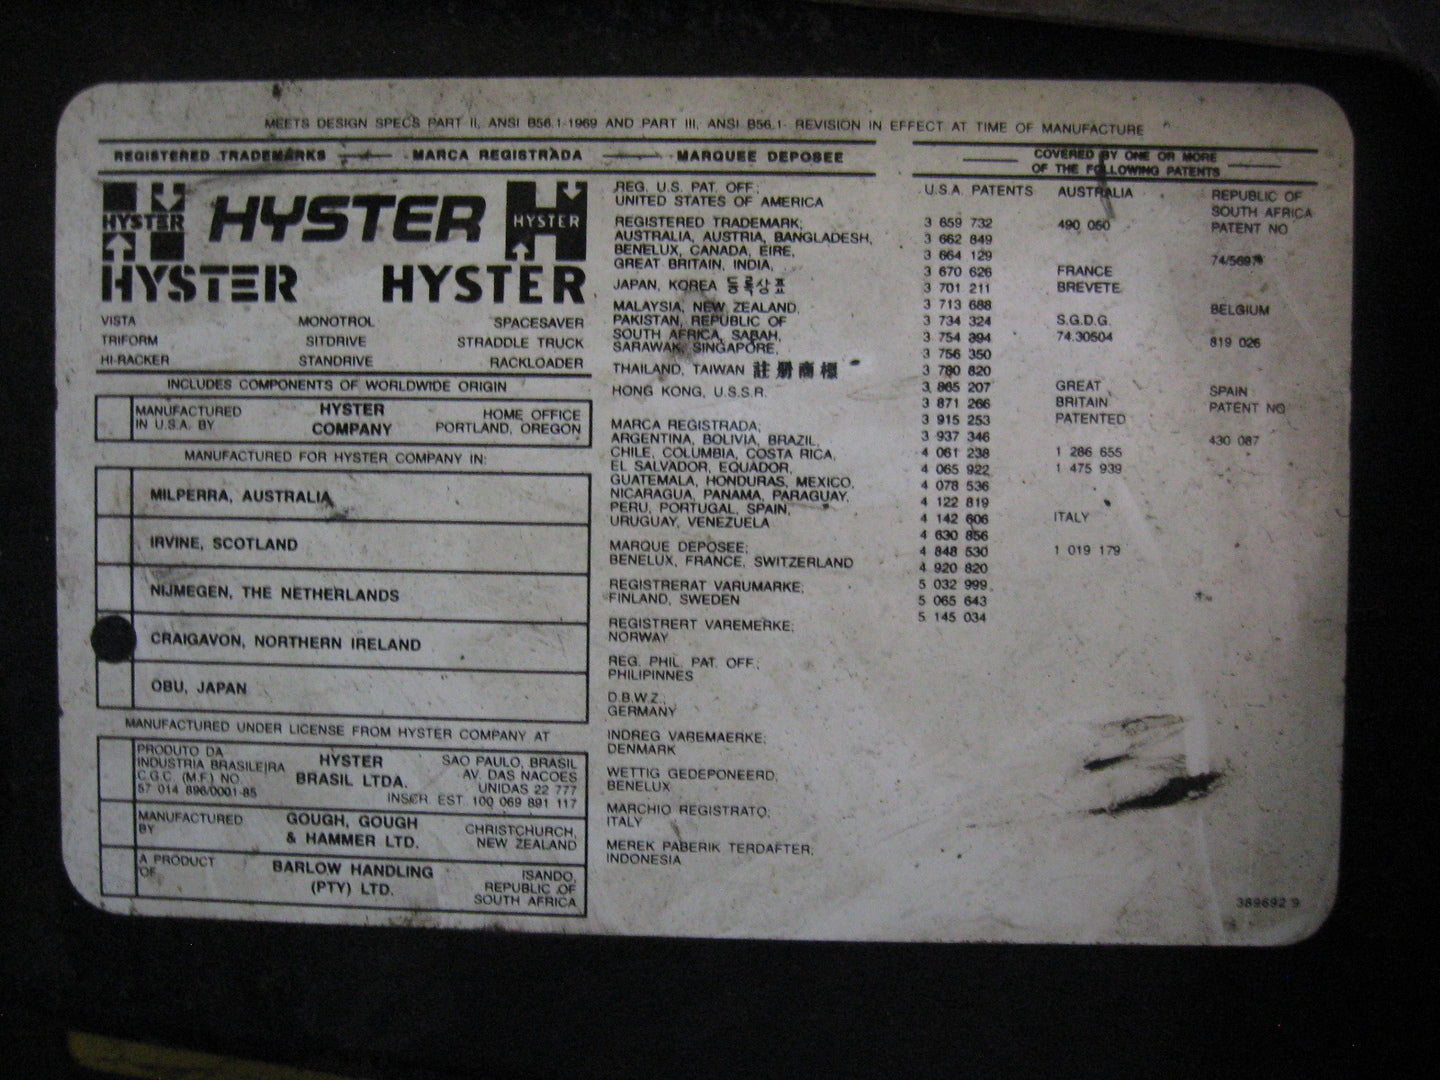 MEETS DESIGN SPECS PART II, ANSI B56.1-1969 AND PART III, ANSI B56.1- REVISION IN EFFECT AT TIME OF MANUFACTURE
REGISTERED TRADEMARKS MARCA REGISTRADA MARQUEE DEPOSEE
HYSTER HYSTER HYSTER
HYSTER HYSTER
VISTA MONOTROL SPACESAVER
TRIFORM SITDRIVE STRADDLE TRUCK
HI-RACKER STANDRIVE RACKLOADER
INCLUDES COMPONENTS OF WORLDWIDE ORIGIN
MANUFACTURED HYSTER HOME OFFICE
IN U.S.A. BY COMPANY PORTLAND, OREGON
MANUFACTURED FOR HYSTER COMPANY IN:
MILPERRA, AUSTRALIA
IRVINE, SCOTLAND
NIJMEGEN, THE NETHERLANDS
CRAIGAVON, NORTHERN IRELAND
OBU, JAPAN
MANUFACTURED UNDER LICENSE FROM HYSTER COMPANY AT
PRODUTO DA
INDUSTRIA BRASILEIRA
C.G.C. (M.F.) NO.
57 014 896/0001-85
HYSTER
BRASIL LTDA.
SAO PAULO, BRASIL
AV. DAS NACOES
UNIDAS 22 777
INSCR. EST. 100 069 891 117
MANUFACTURED
BY
GOUGH, GOUGH
& HAMMER LTD.
CHRISTCHURCH,
NEW ZEALAND
A PRODUCT
OF
BARLOW HANDLING
(PTY) LTD.
ISANDO,
REPUBLIC OF
SOUTH AFRICA
REG. U.S. PAT. OFF.;
UNITED STATES OF AMERICA
REGISTERED TRADEMARK;
AUSTRALIA, AUSTRIA, BANGLADESH,
BENELUX, CANADA, EIRE,
GREAT BRITAIN, INDIA,
JAPAN, KOREA 등록상표
MALAYSIA, NEW ZEALAND,
PAKISTAN, REPUBLIC OF
SOUTH AFRICA, SABAH,
SARAWAK, SINGAPORE,
THAILAND, TAIWAN 註册商標
HONG KONG, U.S.S.R.
MARCA REGISTRADA;
ARGENTINA, BOLIVIA, BRAZIL,
CHILE, COLUMBIA, COSTA RICA,
EL SALVADOR, EQUADOR,
GUATEMALA, HONDURAS, MEXICO,
NICARAGUA, PANAMA, PARAGUAY,
PERU, PORTUGAL, SPAIN,
URUGUAY, VENEZUELA
MARQUE DEPOSEE;
BENELUX, FRANCE, SWITZERLAND
REGISTRERAT VARUMARKE;
FINLAND, SWEDEN
REGISTRERT VAREMERKE;
NORWAY
REG. PHIL. PAT. OFF.;
PHILIPINNES
D.B.W.Z.;
GERMANY
INDREG VAREMAERKE;
DENMARK
WETTIG GEDEPONEERD;
BENELUX
MARCHIO REGISTRATO;
ITALY
MEREK PABERIK TERDAFTER;
INDONESIA
COVERED BY ONE OR MORE
OF THE FOLLOWING PATENTS
U.S.A. PATENTS
3 659 732
3 662 849
3 664 129
3 670 626
3 701 211
3 713 688
3 734 324
3 754 394
3 756 350
3 780 820
3 865 207
3 871 266
3 915 253
3 937 346
4 061 238
4 065 922
4 078 536
4 122 819
4 142 606
4 630 856
4 848 530
4 920 820
5 032 999
5 065 643
5 145 034
AUSTRALIA
490 050
FRANCE
BREVETE
S.G.D.G.
74.30504
GREAT
BRITAIN
PATENTED
1 286 655
1 475 939
ITALY
1 019 179
REPUBLIC OF
SOUTH AFRICA
PATENT NO
BELGIUM
819 026
SPAIN
PATENT NO
430 087
389692 9